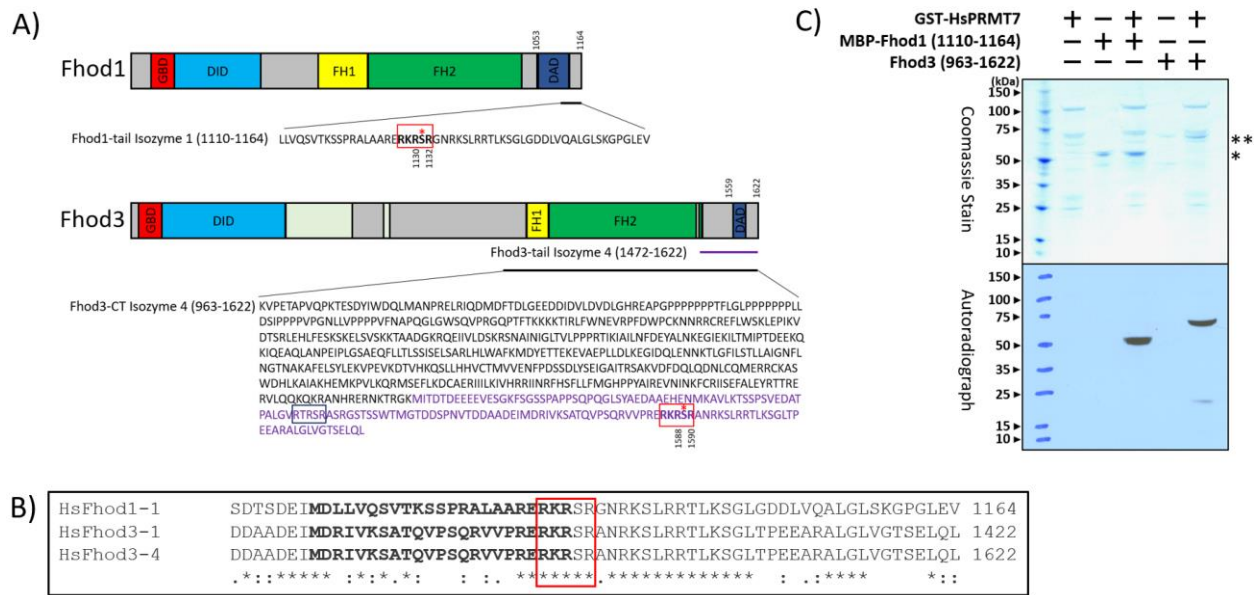 A)
1053
1164
Fhod1
GBD
DID
FH1
FH2
DAD
Fhod1-tail Isozyme 1 (1110-1164)
LLVQSVTKSSPRALAARERKRSRGNRKSLRRTLKSGLGDDLVQALGLSKGPGLEV
*
1130
1132
1559
1622
Fhod3
GBD
DID
FH1
FH2
DAD
Fhod3-tail Isozyme 4 (1472-1622)
Fhod3-CT Isozyme 4 (963-1622)
KVPETAPVQPKTESDYIWDQLMANPRELRIQDMDFTDLGEEDDIDVLDVDLGHREAPGPPPPPPPTFLGLPPPPPPPLL
DSIPPPPVPGNLLVPPPPVFNAPQGLGWSQVPRGQPTFTKKKKTIRLFWNEVRPFDWPCKNNRRCREFLWSKLEPIKV
DTSRLEHLFESKSKELSVSKKTAADGKRQEIIVLDSKRSNAINIGLTVLPPPRTIKIAILNFDEYALNKEGIEKILTMIPTDEEKQ
KIQEAQLANPEIPLGSAEQFLLTLSSISELSARLHLWAFKMDYETTEKEVAEPLLDLKEGIDQLENNKTLGFILSTLLAIGNFL
NGTNAKAFELSYLEKVPEVKDTVHKQSLLHHVCTMVVENFPDSSDLYSEIGAITRSAKVDFDQLQDNLCQMERRCKAS
WDHLKAIAKHEMKPVLKQRMSEFLKDCAERIIILKIVHRRIINRFHSFLLFMGHPPYAIREVNINKFCRIISEFALEYRTTRE
RVLQQKQKRANHRERNKTRGKMITDTDEEEEVESGKFSGSSPAPPSQPQGLSYAEDAAEHENMKAVLKTSSPSVEDAT
PALGVRTRSRASRGSTSSWTMGTDDSPNVTDDAADEIMDRIVKSATQVPSQRVVPRERKRSRANRKSLRRTLKSGLTP
EEARALGLVGTSELQL
*
1588
1590
C)
GST-HsPRMT7 + − + − +
MBP-Fhod1 (1110-1164) − + + − −
Fhod3 (963-1622) − − − + +
(kDa)
150
100
75
50
35
25
15
10
Coomassie Stain
**
*
150
100
75
50
35
25
15
10
Autoradiograph
B)
HsFhod1-1 SDTSDEIMDLLVQSVTKSSPRALAARERKRSRGNRKSLRRTLKSGLGDDLVQALGLSKGPGLEV 1164
HsFhod3-1 DDAADEIMDRIVKSATQVPSQRVVPRERKRSRANRKSLRRTLKSGLTPEEARALGLVGTSELQL 1422
HsFhod3-4 DDAADEIMDRIVKSATQVPSQRVVPRERKRSRANRKSLRRTLKSGLTPEEARALGLVGTSELQL 1622
.*::***** :*:*.*: : :. *******.************* : .:*** *::